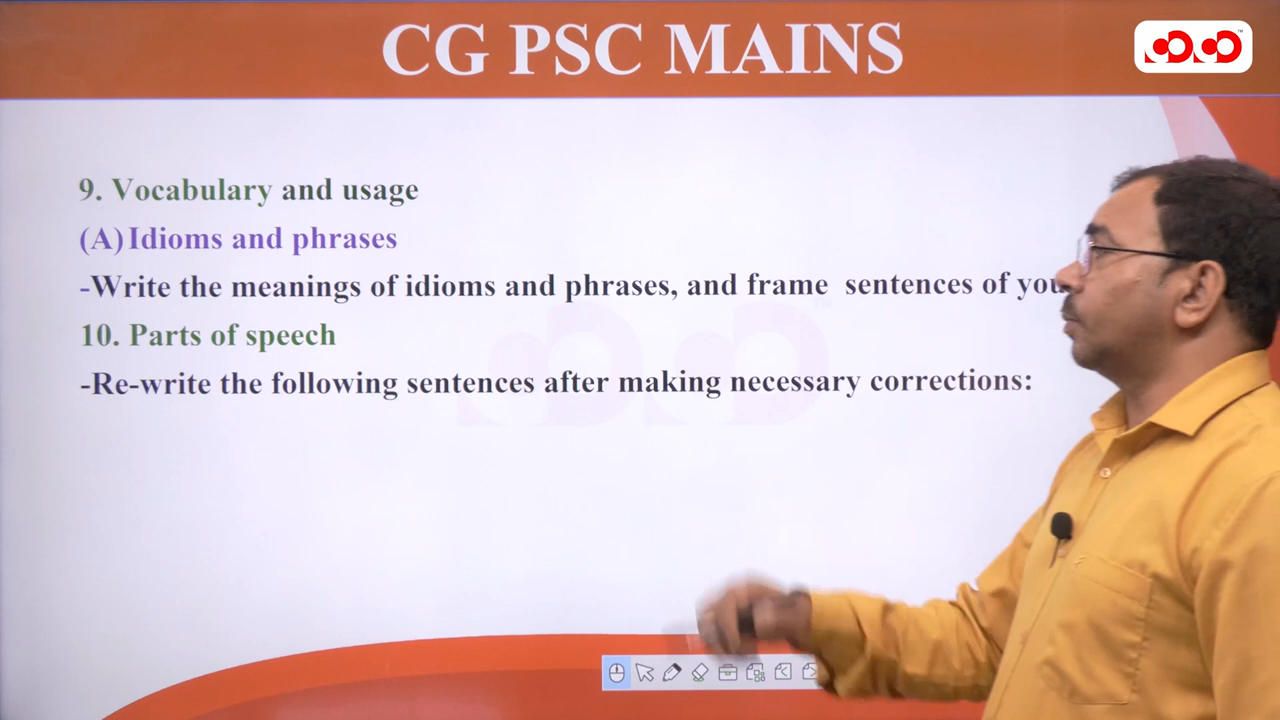 CG PSC MAINS
9. Vocabulary and usage
(A) Idioms and phrases
-Write the meanings of idioms and phrases, and frame sentences of
10. Parts of speech
-Re-write the following sentences after making necessary corrections: